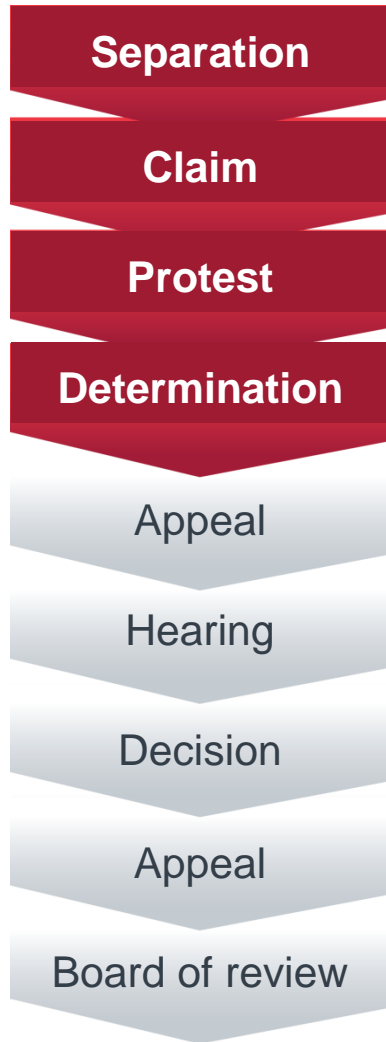 Separation
Claim
Protest
Determination
Appeal
Hearing
Decision
Appeal
Board of review